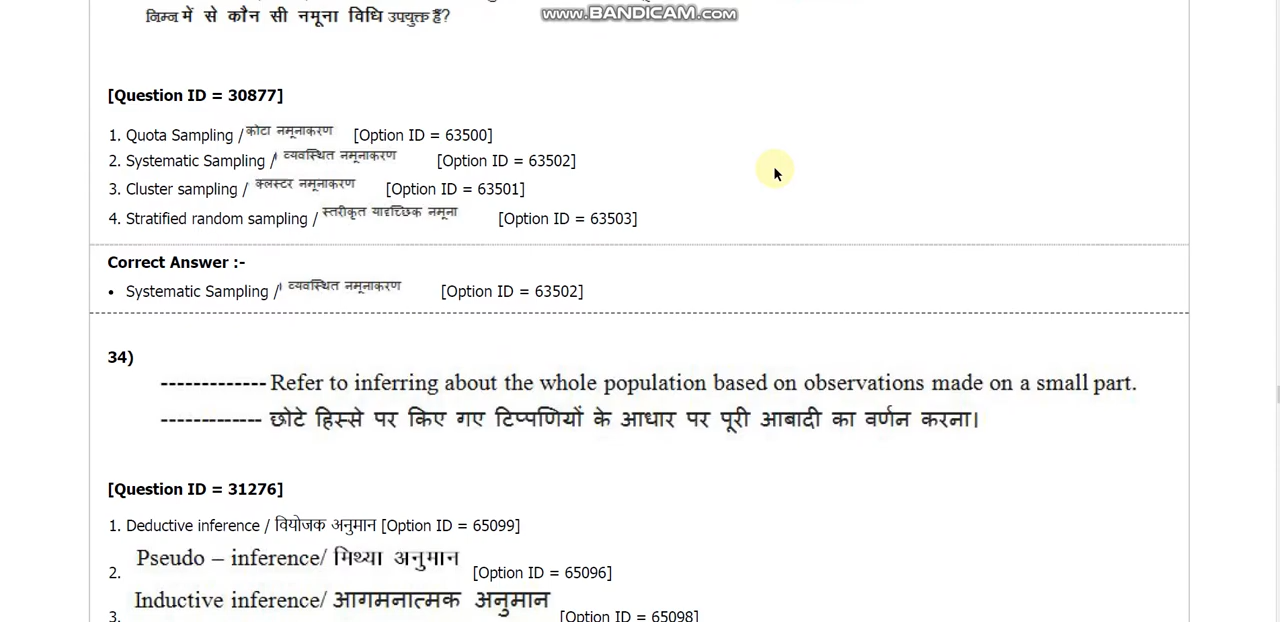 www.BANDICAM.com
निम्न में से कौन सी नमूना विधि उपयुक्त हैं?
[Question ID = 30877]
1. Quota Sampling / कोटा नमूनाकरण [Option ID = 63500]
2. Systematic Sampling / व्यवस्थित नमूनाकरण [Option ID = 63502]
3. Cluster sampling / क्लस्टर नमूनाकरण [Option ID = 63501]
4. Stratified random sampling / स्तरीकृत यादृच्छिक नमूना [Option ID = 63503]
Correct Answer :-
• Systematic Sampling / व्यवस्थित नमूनाकरण [Option ID = 63502]
34)
-------------- Refer to inferring about the whole population based on observations made on a small part.
------------- छोटे हिस्से पर किए गए टिप्पणियों के आधार पर पूरी आबादी का वर्णन करना।
[Question ID = 31276]
1. Deductive inference / वियोजक अनुमान [Option ID = 65099]
2. Pseudo – inference/ मिथ्या अनुमान [Option ID = 65096]
3. Inductive inference/ आगमनात्मक अनुमान [Option ID = 65098]